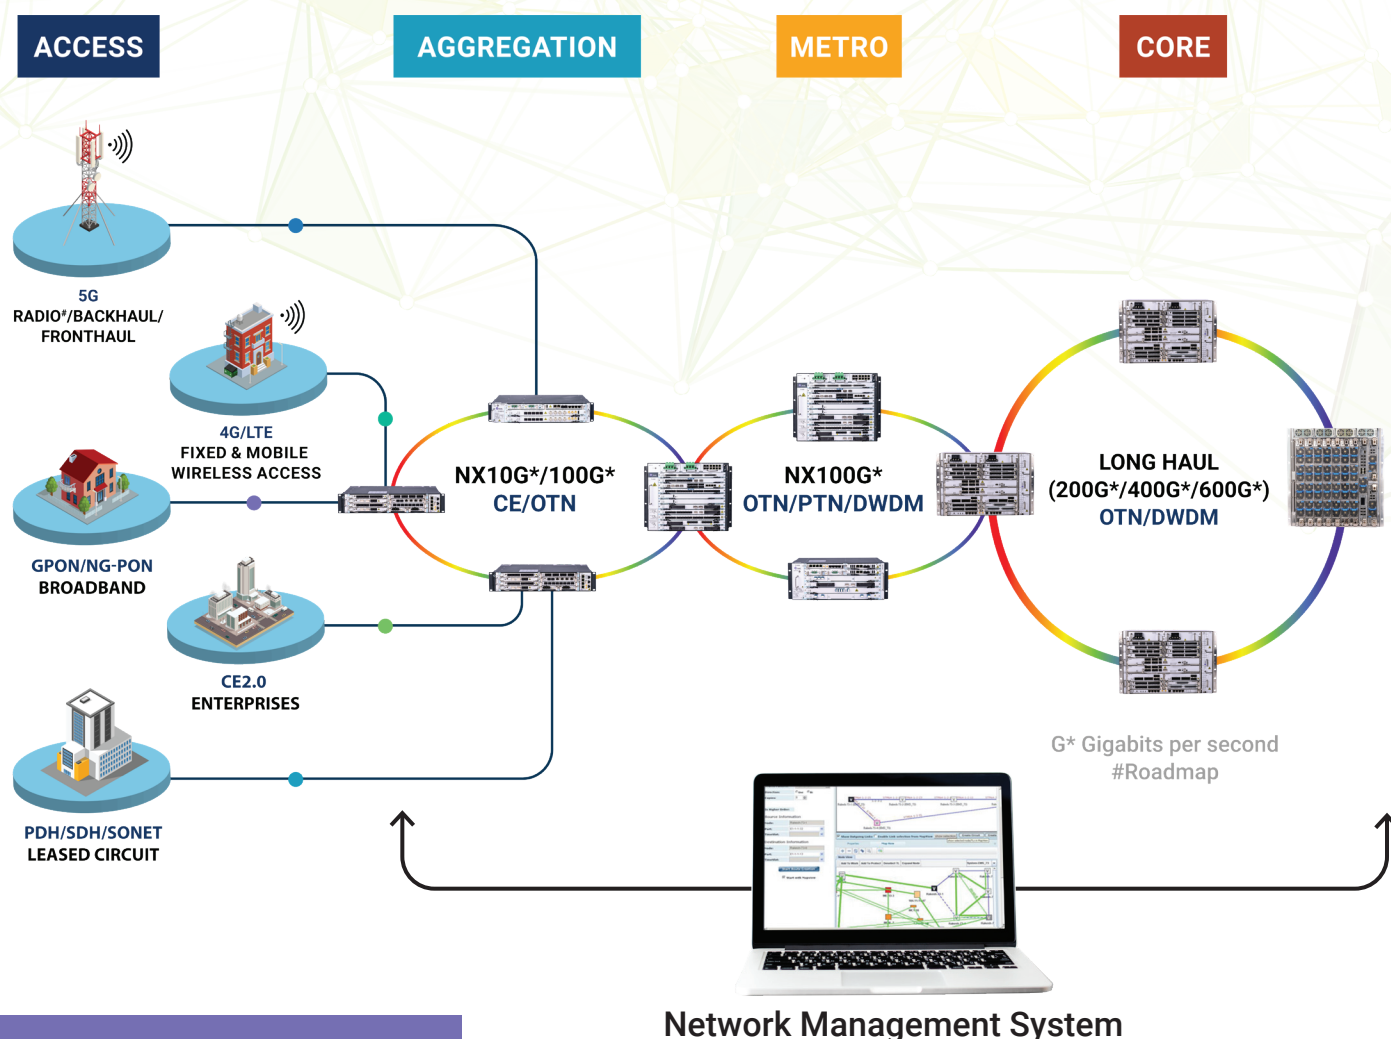 ACCESS
AGGREGATION
METRO
CORE
5G
RADIO#/BACKHAUL/
FRONTHAUL
4G/LTE
FIXED & MOBILE
WIRELESS ACCESS
GPON/NG-PON
BROADBAND
CE2.0
ENTERPRISES
PDH/SDH/SONET
LEASED CIRCUIT
NX10G*/100G*
CE/OTN
NX100G*
OTN/PTN/DWDM
LONG HAUL
(200G*/400G*/600G*)
OTN/DWDM
G* Gigabits per second
#Roadmap
Network Management System